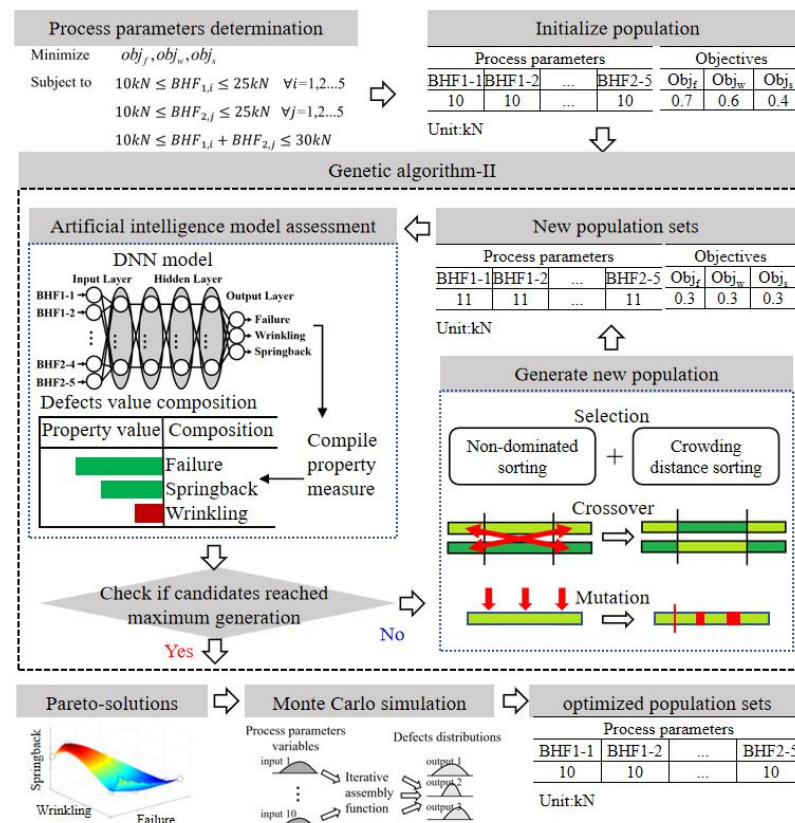 Process parameters determination
Minimize obj_f,obj_w,obj_s
Subject to 10kN ≤ BHF_{1,i} ≤ 25kN ∀i=1,2...5
10kN ≤ BHF_{2,j} ≤ 25kN ∀j=1,2...5
10kN ≤ BHF_{1,i} + BHF_{2,j} ≤ 30kN
Initialize population
Process parameters Objectives
BHF1-1 BHF1-2 ... BHF2-5 Obj_f Obj_w Obj_s
10 10 ... 10 0.7 0.6 0.4
Unit:kN
Genetic algorithm-II
Artificial intelligence model assessment
DNN model
Input Layer Hidden Layer
Output Layer
BHF1-1
BHF1-2
BHF2-4
BHF2-5
Failure
Wrinkling
Springback
Defects value composition
Property value Composition
Failure
Springback
Wrinkling
Compile
property
measure
New population sets
Process parameters Objectives
BHF1-1 BHF1-2 ... BHF2-5 Obj_f Obj_w Obj_s
11 11 ... 11 0.3 0.3 0.3
Unit:kN
Generate new population
Selection
Non-dominated
sorting
+
Crowding
distance sorting
Crossover
Mutation
Check if candidates reached
maximum generation
No
Yes
Pareto-solutions
Springback
Wrinkling
Failure
Monte Carlo simulation
Process parameters
variables
input 1
input 10
Iterative
assembly
function
Defects distributions
output 1
output 2
output 3
optimized population sets
Process parameters
BHF1-1 BHF1-2 ... BHF2-5
10 10 ... 10
Unit:kN